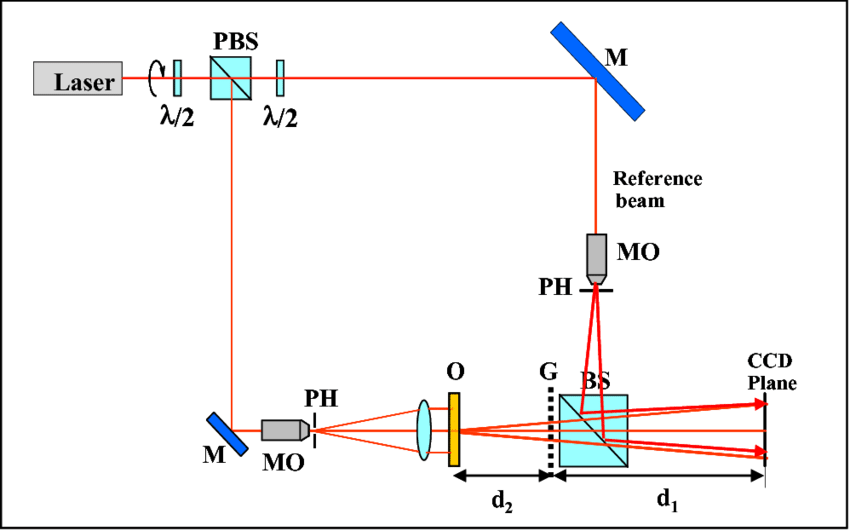 PBS
M
Laser
λ/2
λ/2
Reference
beam
MO
PH
CCD
Plane
O
G
BS
PH
M
MO
d2
d1